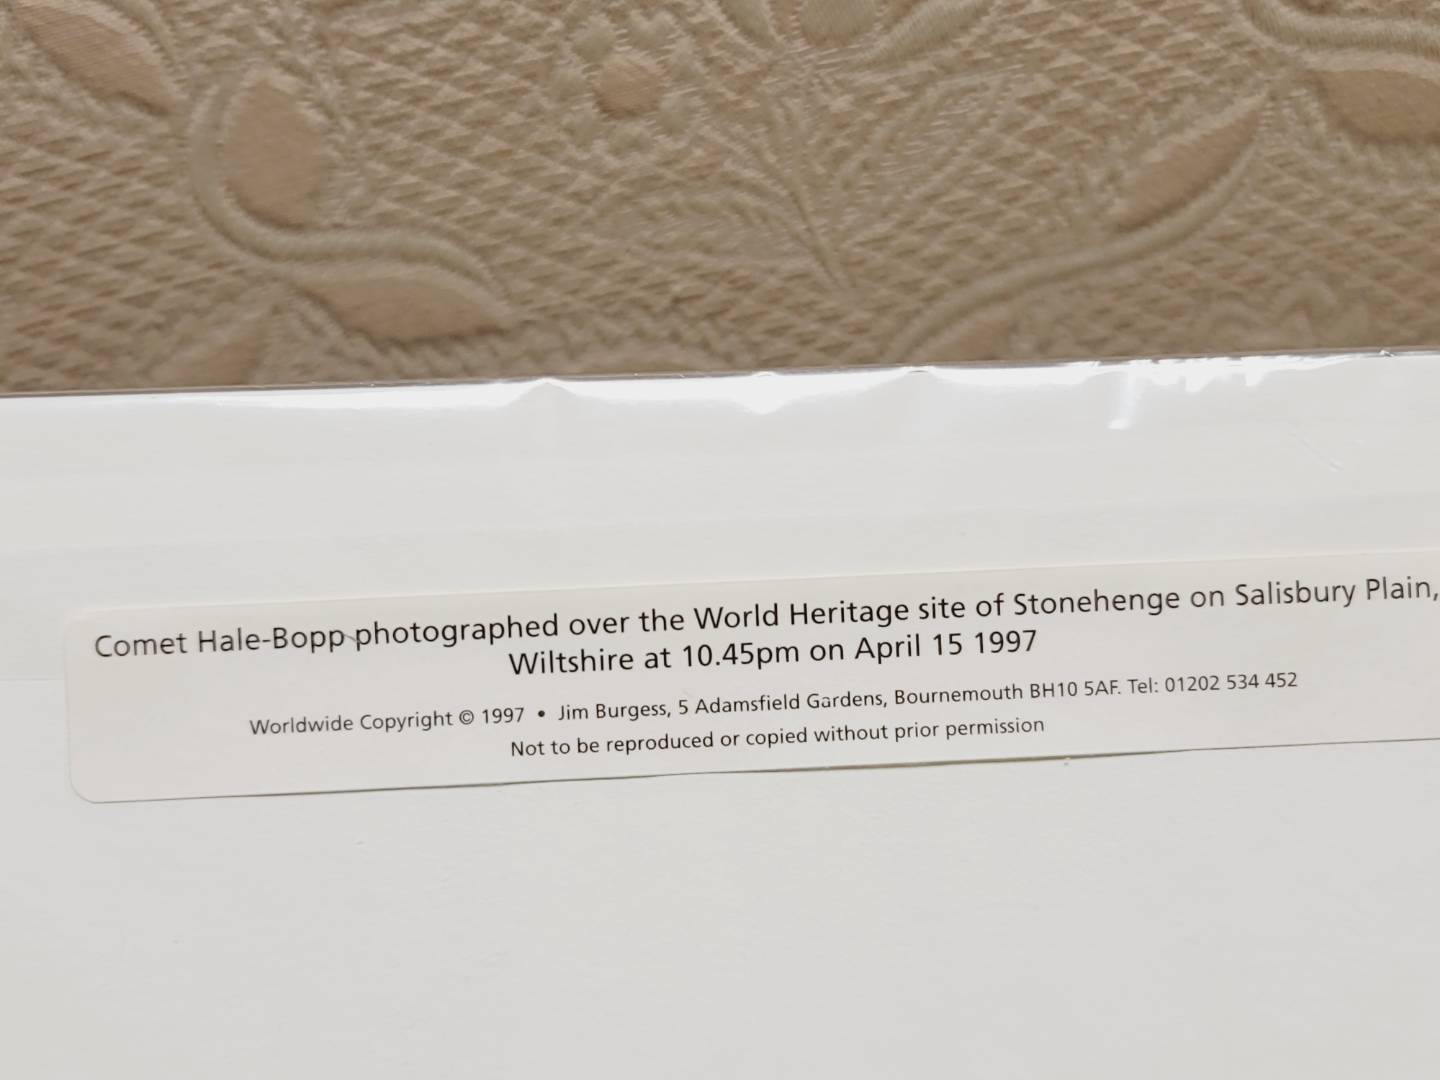 Comet Hale-Bopp photographed over the World Heritage site of Stonehenge on Salisbury Plain,
Wiltshire at 10.45pm on April 15 1997
Worldwide Copyright © 1997 • Jim Burgess, 5 Adamsfield Gardens, Bournemouth BH10 5AF. Tel: 01202 534 452
Not to be reproduced or copied without prior permission